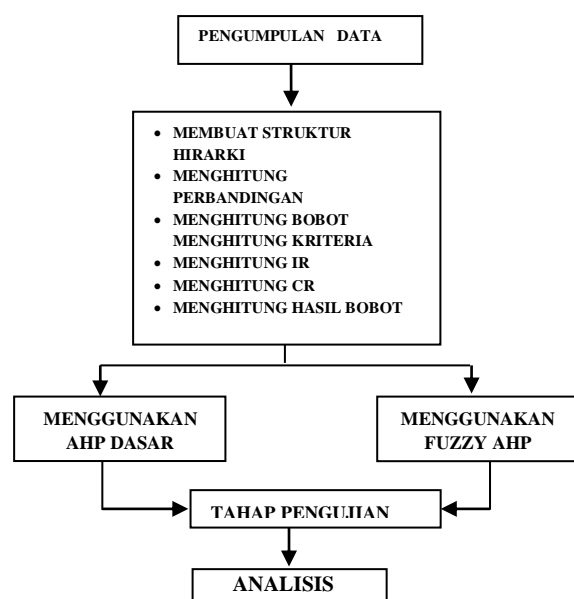 PENGUMPULAN DATA
• MEMBUAT STRUKTUR
HIRARKI
• MENGHITUNG
PERBANDINGAN
• MENGHITUNG BOBOT
MENGHITUNG KRITERIA
• MENGHITUNG IR
• MENGHITUNG CR
• MENGHITUNG HASIL BOBOT
MENGGUNAKAN
AHP DASAR
MENGGUNAKAN
FUZZY AHP
TAHAP PENGUJIAN
ANALISIS